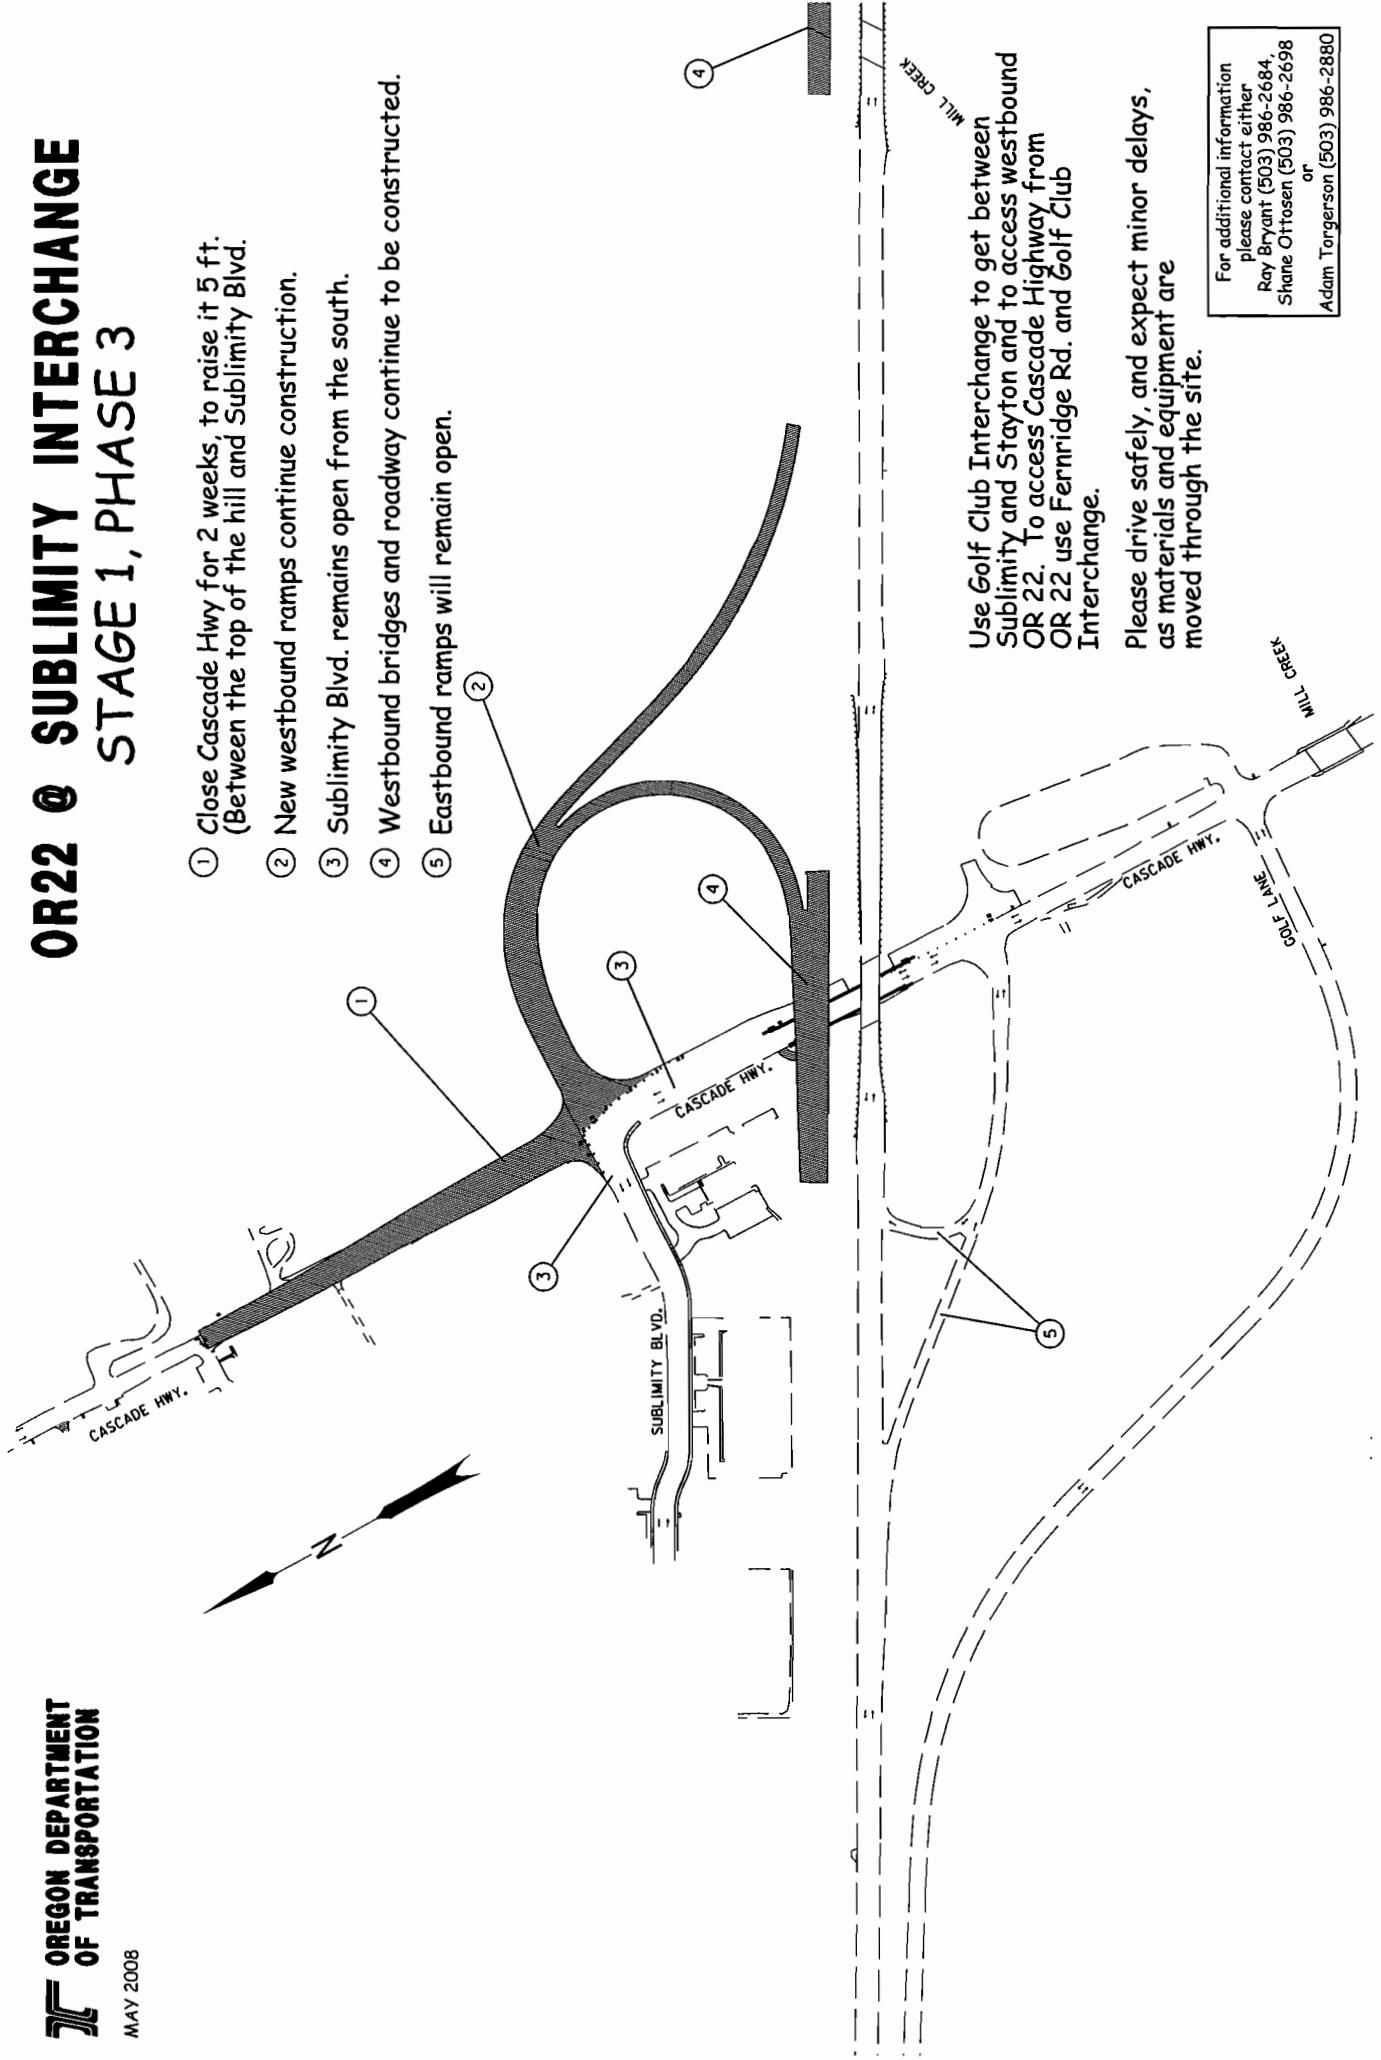 OREGON DEPARTMENT
OF TRANSPORTATION
MAY 2008
OR22 @ SUBLIMITY INTERCHANGE
STAGE 1, PHASE 3
1 Close Cascade Hwy for 2 weeks, to raise it 5 ft.
(Between the top of the hill and Sublimity Blvd.
2 New westbound ramps continue construction.
3 Sublimity Blvd. remains open from the south.
4 Westbound bridges and roadway continue to be constructed.
5 Eastbound ramps will remain open.
N
CASCADE HWY.
1
2
3
SUBLIMITY BLVD.
3
CASCADE HWY.
4
4
MILL CREEK
5
CASCADE HWY.
GOLF LANE
MILL CREEK
Use Golf Club Interchange to get between
Sublimity and Stayton and to access westbound
OR 22. To access Cascade Highway from
OR 22 use Fernridge Rd. and Golf Club
Interchange.
Please drive safely, and expect minor delays,
as materials and equipment are
moved through the site.
For additional information
please contact either
Ray Bryant (503) 986-2684,
Shane Ottosen (503) 986-2698
or
Adam Torgerson (503) 986-2880